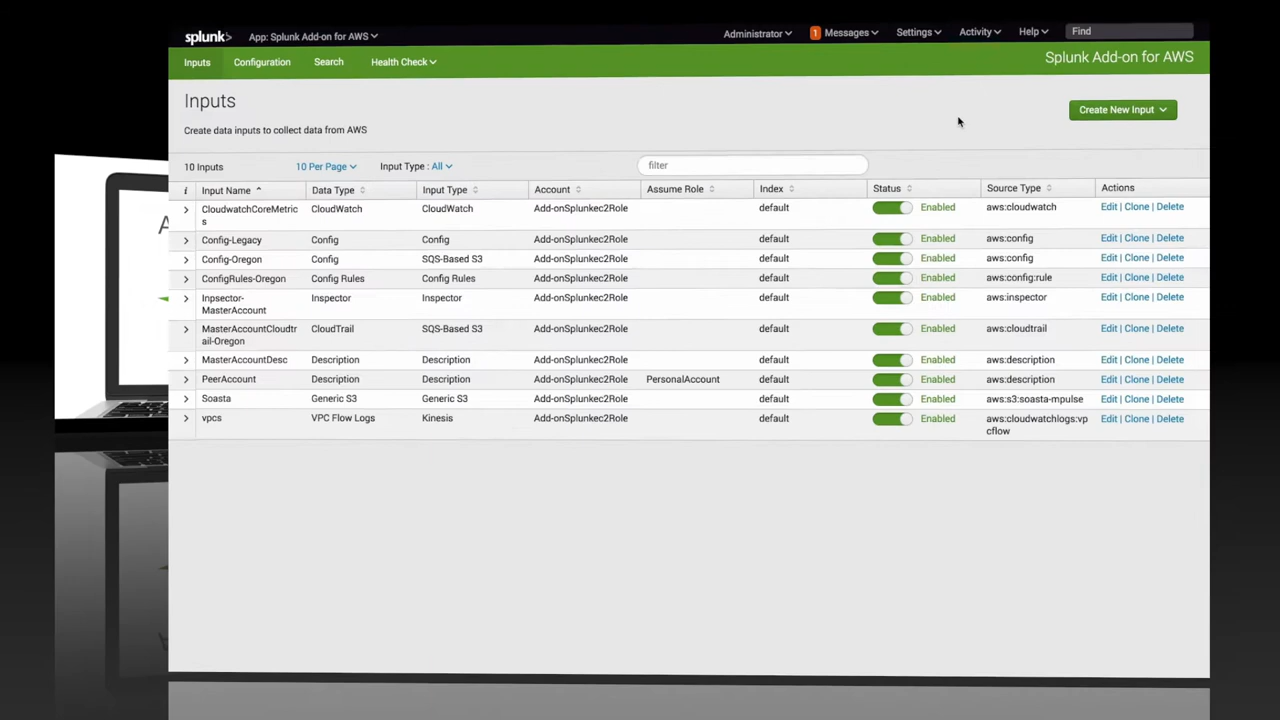 splunk> App: Splunk Add-on for AWS Administrator 1 Messages Settings Activity Help Find
Inputs Configuration Search Health Check Splunk Add-on for AWS
Inputs
Create New Input
Create data inputs to collect data from AWS
10 Inputs 10 Per Page Input Type : All filter
i Input Name Data Type Input Type Account Assume Role Index Status Source Type Actions
CloudwatchCoreMetric CloudWatch CloudWatch Add-onSplunkec2Role default Enabled aws:cloudwatch Edit | Clone | Delete
s
Config-Legacy Config Config Add-onSplunkec2Role default Enabled aws:config Edit | Clone | Delete
Config-Oregon Config SQS-Based S3 Add-onSplunkec2Role default Enabled aws:config Edit | Clone | Delete
ConfigRules-Oregon Config Rules Config Rules Add-onSplunkec2Role default Enabled aws:config:rule Edit | Clone | Delete
Inpsector- Inspector Inspector Add-onSplunkec2Role default Enabled aws:inspector Edit | Clone | Delete
MasterAccount
MasterAccountCloudtr CloudTrail SQS-Based S3 Add-onSplunkec2Role default Enabled aws:cloudtrail Edit | Clone | Delete
ail-Oregon
MasterAccountDesc Description Description Add-onSplunkec2Role default Enabled aws:description Edit | Clone | Delete
PeerAccount Description Description Add-onSplunkec2Role PersonalAccount default Enabled aws:description Edit | Clone | Delete
Soasta Generic S3 Generic S3 Add-onSplunkec2Role default Enabled aws:s3:soasta-mpulse Edit | Clone | Delete
vpcs VPC Flow Logs Kinesis Add-onSplunkec2Role default Enabled aws:cloudwatchlogs:vp Edit | Clone | Delete
cflow